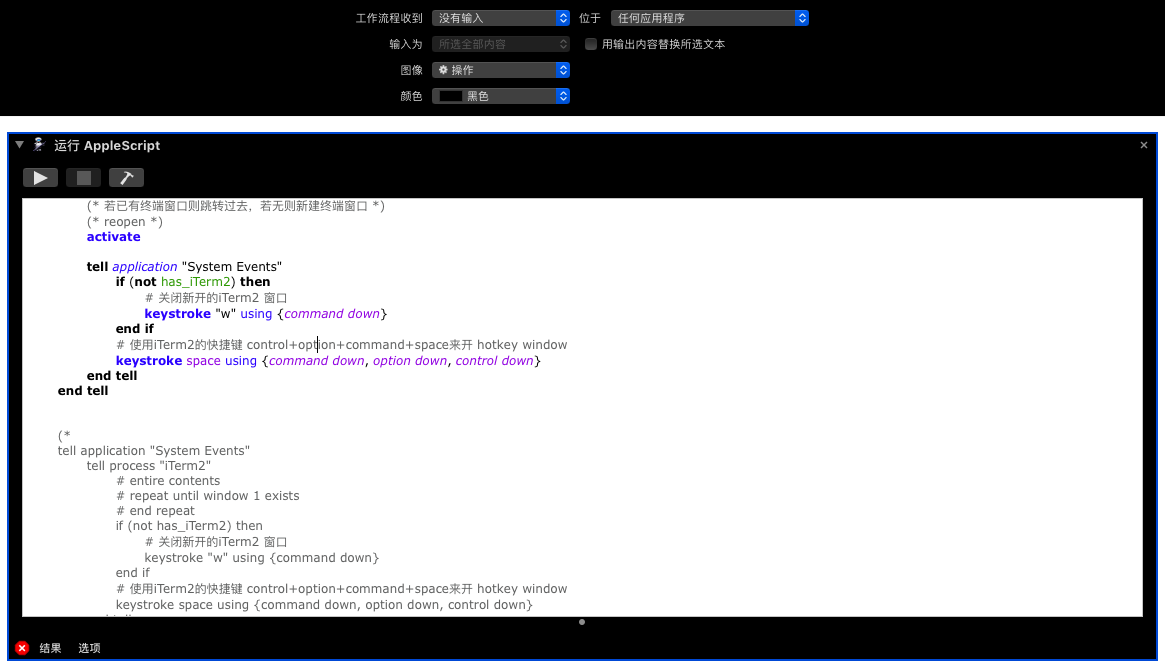 工作流程收到 没有输入 位于 任何应用程序
输入为 所选全部内容 用输出内容替换所选文本
图像 操作
颜色 黑色
运行 AppleScript
(* 若已有终端窗口则跳转过去，若无则新建终端窗口 *)
(* reopen *)
activate
tell application "System Events"
if (not has_iTerm2) then
# 关闭新开的iTerm2 窗口
keystroke "w" using {command down}
end if
# 使用iTerm2的快捷键 control+option+command+space来开 hotkey window
keystroke space using {command down, option down, control down}
end tell
end tell
(*
tell application "System Events"
tell process "iTerm2"
# entire contents
# repeat until window 1 exists
# end repeat
if (not has_iTerm2) then
# 关闭新开的iTerm2 窗口
keystroke "w" using {command down}
end if
# 使用iTerm2的快捷键 control+option+command+space来开 hotkey window
keystroke space using {command down, option down, control down}
结果 选项